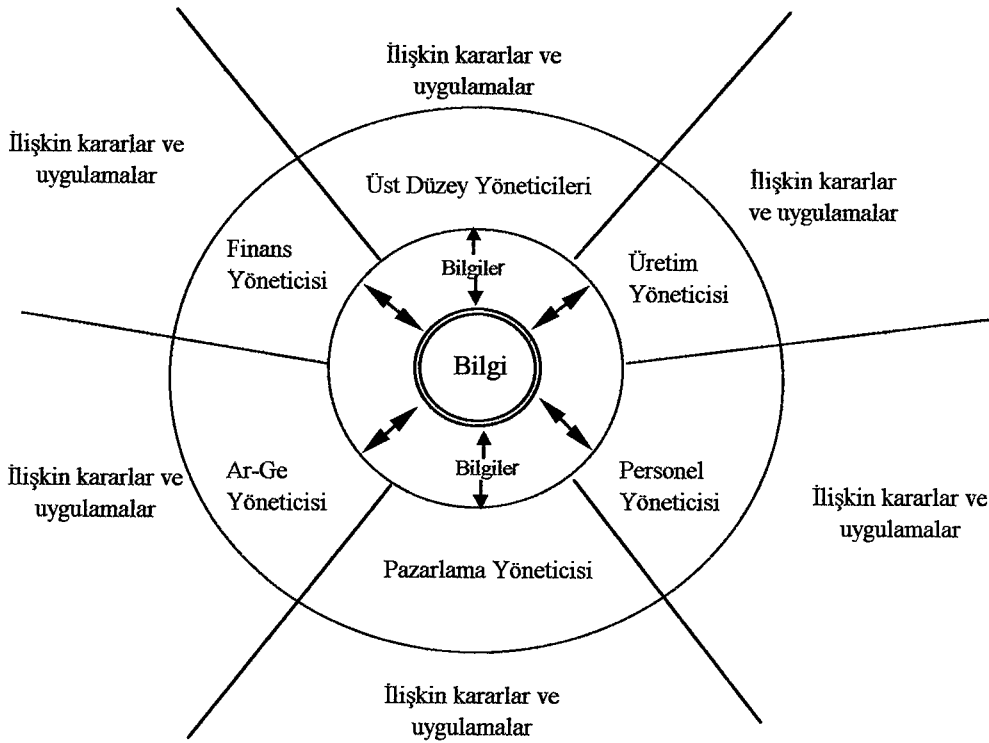 İlişkin kararlar ve
uygulamalar
İlişkin kararlar ve
uygulamalar
Üst Düzey Yöneticileri
İlişkin kararlar
ve uygulamalar
Finans
Yöneticisi
Bilgiler
Üretim
Yöneticisi
Bilgi
Ar-Ge
Yöneticisi
Bilgiler
Personel
Yöneticisi
İlişkin kararlar ve
uygulamalar
İlişkin kararlar ve
uygulamalar
Pazarlama Yöneticisi
İlişkin kararlar ve
uygulamalar